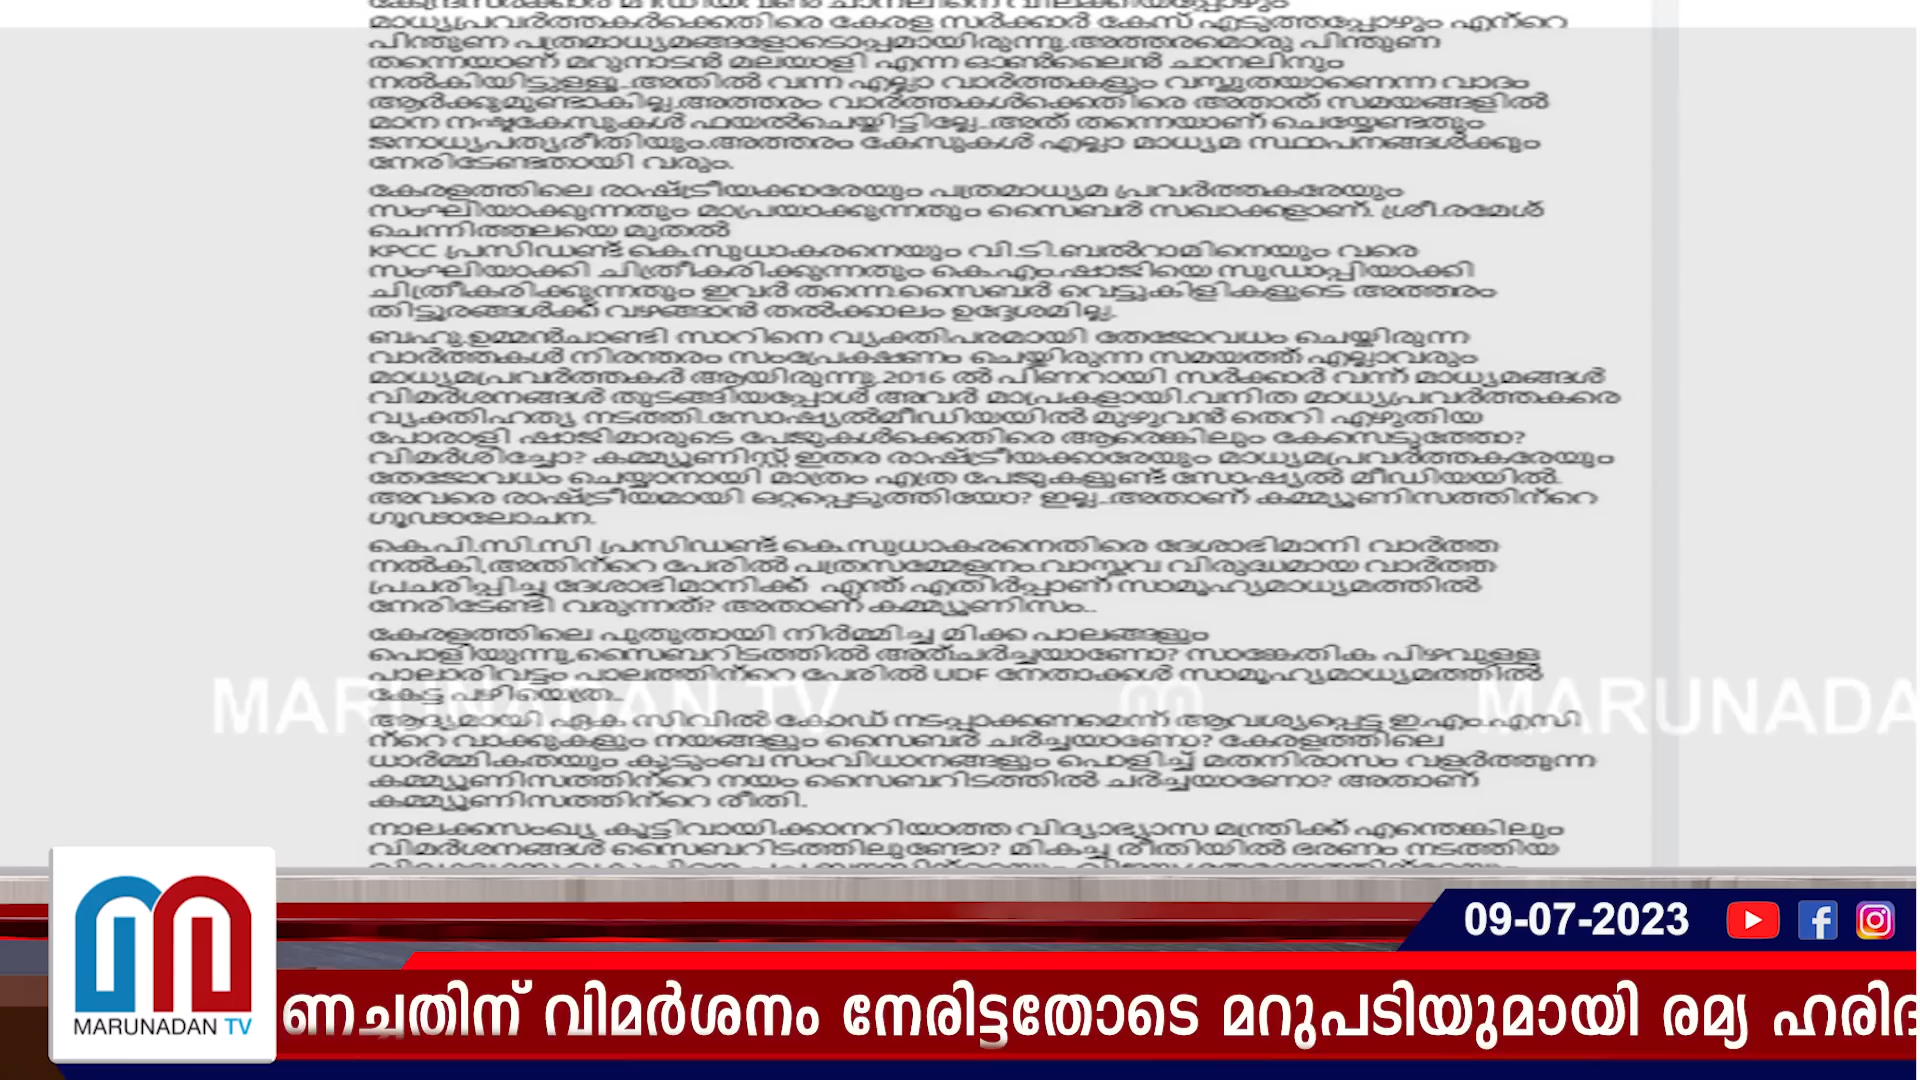 മാധ്യപ്രവർത്തകർക്കെതിരെ കേരള സർക്കാർ കേസ് എടുത്തപ്പോഴും എന്റെ
പിന്തുണ പത്രമാധ്യമങ്ങളോടൊപ്പമായിരുന്നു.അത്തരമൊരു പിന്തുണ
തന്നെയാണ് മറുനാടൻ മലയാളി എന്ന ഓൺലൈൻ ചാനലിനും
നൽകിയിട്ടുള്ളൂ..അതിൽ വന്ന എല്ലാ വാർത്തകളും വസ്തുതയാണെന്ന വാദം
ആർക്കുമുണ്ടാകില്ല.അത്തരം വാർത്തകൾക്കെതിരെ അതാത് സമയങ്ങളിൽ
മാന നഷ്ടകേസുകൾ ഫയൽചെയ്തിട്ടില്ലേ..അത് തന്നെയാണ് ചെയ്യേണ്ടതും
ജനാധ്യപത്യരീതിയും.അത്തരം കേസുകൾ എല്ലാ മാധ്യമ സ്ഥാപനങ്ങൾക്കും
നേരിടേണ്ടതായി വരും.
കേരളത്തിലെ രാഷ്ട്രീയക്കാരേയും പത്രമാധ്യമ പ്രവർത്തകരേയും
സംഘിയാക്കുന്നതും മാപ്രയാക്കുന്നതും സൈബർ സഖാക്കളാണ്. ശ്രീ.രമേശ്
ചെന്നിത്തലയെ മുതൽ
KPCC പ്രസിഡണ്ട് കെ.സുധാകരനെയും വി.ടി.ബൽറാമിനെയും വരെ
സംഘിയാക്കി ചിത്രീകരിക്കുന്നതും കെ.എം.ഷാജിയെ സുഡാപ്പിയാക്കി
ചിത്രീകരിക്കുന്നതും ഇവർ തന്നെ.സൈബർ വെട്ടുകിളികളുടെ അത്തരം
തിട്ടൂരങ്ങൾക്ക് വഴങ്ങാൻ തൽക്കാലം ഉദ്ദേശമില്ല.
ബഹു.ഉമ്മൻചാണ്ടി സാറിനെ വ്യക്തിപരമായി തേജോവധം ചെയ്തിരുന്ന
വാർത്തകൾ നിരന്തരം സംപ്രേക്ഷണം ചെയ്തിരുന്ന സമയത്ത് എല്ലാവരും
മാധ്യമപ്രവർത്തകർ ആയിരുന്നു.2016 ൽ പിണറായി സർക്കാർ വന്ന് മാധ്യമങ്ങൾ
വിമർശനങ്ങൾ തുടങ്ങിയപ്പോൾ അവർ മാപ്രകളായി.വനിത മാധ്യപ്രവർത്തകരെ
വ്യക്തിഹത്യ നടത്തി.സോഷ്യൽമീഡിയയിൽ മുഴുവൻ തെറി എഴുതിയ
പോരാളി ഷാജിമാരുടെ പേജുകൾക്കെതിരെ ആരെങ്കിലും കേസെടുത്തോ?
വിമർശിച്ചോ? കമ്മ്യൂണിസ്റ്റ് ഇതര രാഷ്ട്രീയക്കാരേയും മാധ്യമപ്രവർത്തകരേയും
തേജോവധം ചെയ്യാനായി മാത്രം എത്ര പേജുകളുണ്ട് സോഷ്യൽ മീഡിയയിൽ.
അവരെ രാഷ്ട്രീയമായി ഒറ്റപ്പെടുത്തിയോ? ഇല്ല..അതാണ് കമ്മ്യൂണിസത്തിന്റെ
ഗൂഢാലോചന.
കെ.പി.സി.സി പ്രസിഡണ്ട് കെ.സുധാകരനെതിരെ ദേശാഭിമാനി വാർത്ത
നൽകി,അതിന്റെ പേരിൽ പത്രസമ്മേളനം.വാസ്തവ വിരുദ്ധമായ വാർത്ത
പ്രചരിപ്പിച്ച ദേശാഭിമാനിക്ക് എന്ത് എതിർപ്പാണ് സാമൂഹ്യമാധ്യമത്തിൽ
നേരിടേണ്ടി വരുന്നത്? അതാണ് കമ്മ്യൂണിസം..
കേരളത്തിലെ പുതുതായി നിർമ്മിച്ച മിക്ക പാലങ്ങളും
പൊളിയുന്നു,സൈബറിടത്തിൽ അത്ചർച്ചയാണോ? സാങ്കേതിക പിഴവുള്ള
പാലാരിവട്ടം പാലത്തിന്റെ പേരിൽ UDF നേതാക്കൾ സാമൂഹ്യമാധ്യമത്തിൽ
കേട്ട പഴിയെത്ര..
ആദ്യമായി ഏക സിവിൽ കോഡ് നടപ്പാക്കണമെന്ന് ആവശ്യപ്പെട്ട ഇ.എം.എസി
ന്റെ വാക്കുകളും നയങ്ങളും സൈബർ ചർച്ചയാണോ? കേരളത്തിലെ
ധാർമ്മികതയും കുടുംബ സംവിധാനങ്ങളും പൊളിച്ച് മതനിരാസം വളർത്തുന്ന
കമ്മ്യൂണിസത്തിന്റെ നയം സൈബറിടത്തിൽ ചർച്ചയാണോ? അതാണ്
കമ്മ്യൂണിസത്തിന്റെ രീതി.
നാലക്കസംഖ്യ കൂട്ടിവായിക്കാനറിയാത്ത വിദ്യാഭ്യാസ മന്ത്രിക്ക് എന്തെങ്കിലും
വിമർശനങ്ങൾ സൈബറിടത്തിലുണ്ടോ? മികച്ച രീതിയിൽ ഭരണം നടത്തിയ
MARUNADAN TV
MARUNADA
09-07-2023
MARUNADAN TV
ണച്ചതിന് വിമർശനം നേരിട്ടതോടെ മറുപടിയുമായി രമ്യ ഹരിദ